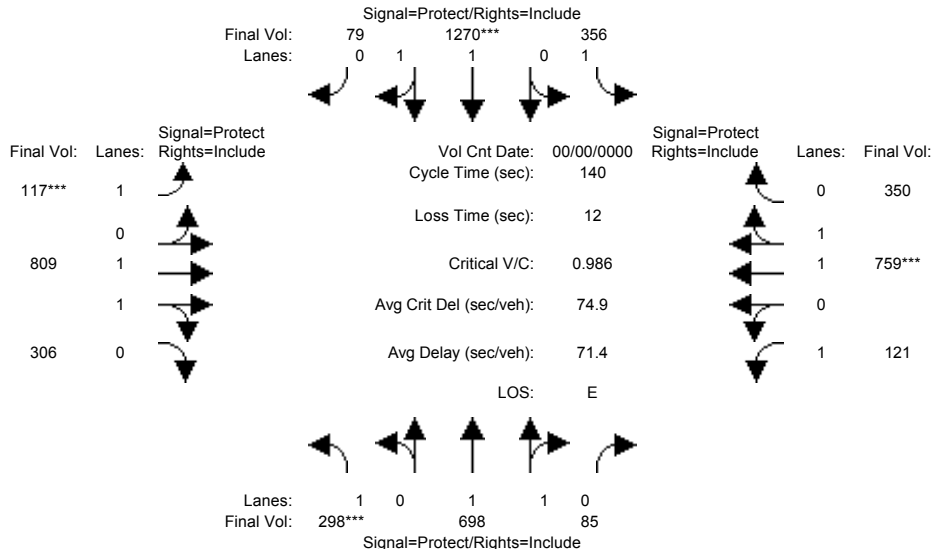 Signal=Protect/Rights=Include
Final Vol: 79 1270*** 356
Lanes: 0 1 1 0 1
Signal=Protect Signal=Protect
Final Vol: Lanes: Rights=Include Vol Cnt Date: 00/00/0000 Rights=Include Lanes: Final Vol:
Cycle Time (sec): 140
117*** 1 0 350
Loss Time (sec): 12
0 1
809 1 Critical V/C: 0.986 1 759***
1 Avg Crit Del (sec/veh): 74.9 0
306 0 Avg Delay (sec/veh): 71.4 1 121
LOS: E
Lanes: 1 0 1 1 0
Final Vol: 298*** 698 85
Signal=Protect/Rights=Include